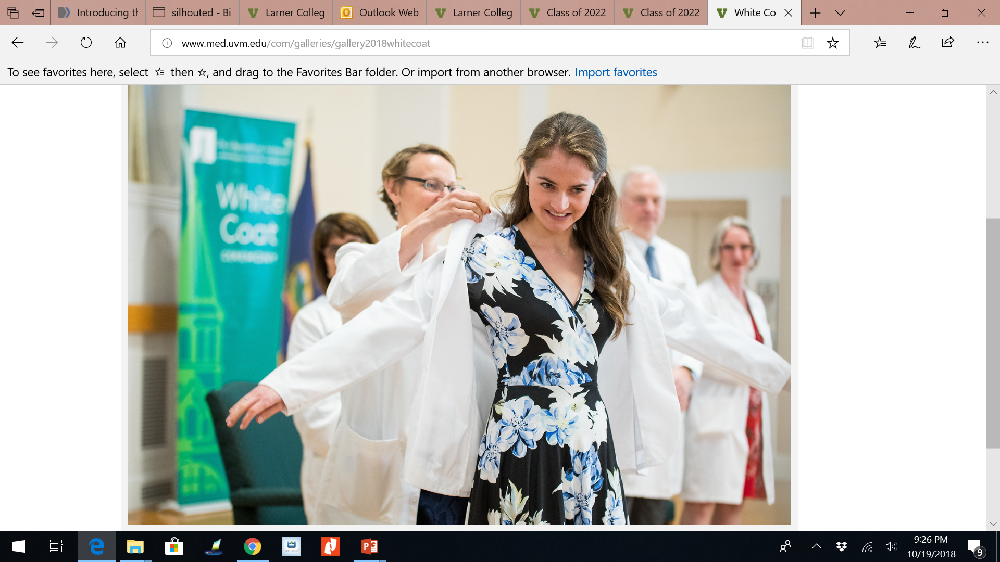 Introducing th
silhouted - Bi
Larner Colleg
Outlook Web
Larner Colleg
Class of 2022
Class of 2022
White Co
www.med.uvm.edu/com/galleries/gallery2018whitecoat
To see favorites here, select then , and drag to the Favorites Bar folder. Or import from another browser. Import favorites
White
Coat
CEREMONY
9:26 PM
10/19/2018
9